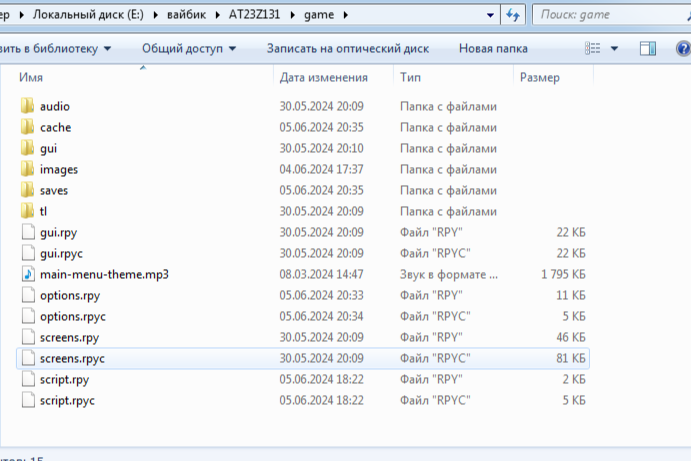 ер ▸ Локальный диск (E:) ▸ вайбик ▸ AT23Z131 ▸ game ▸ Поиск: game
ить в библиотеку ▾ Общий доступ ▾ Записать на оптический диск Новая папка
Имя Дата изменения Тип Размер
audio 30.05.2024 20:09 Папка с файлами
cache 05.06.2024 20:35 Папка с файлами
gui 30.05.2024 20:10 Папка с файлами
images 04.06.2024 17:37 Папка с файлами
saves 05.06.2024 20:35 Папка с файлами
tl 30.05.2024 20:09 Папка с файлами
gui.rpy 30.05.2024 20:09 Файл "RPY" 22 КБ
gui.rpyc 30.05.2024 20:09 Файл "RPYC" 22 КБ
main-menu-theme.mp3 08.03.2024 14:47 Звук в формате ... 1 795 КБ
options.rpy 05.06.2024 20:33 Файл "RPY" 11 КБ
options.rpyc 05.06.2024 20:34 Файл "RPYC" 5 КБ
screens.rpy 30.05.2024 20:09 Файл "RPY" 46 КБ
screens.rpyc 30.05.2024 20:09 Файл "RPYC" 81 КБ
script.rpy 05.06.2024 18:22 Файл "RPY" 2 КБ
script.rpyc 05.06.2024 18:22 Файл "RPYC" 5 КБ